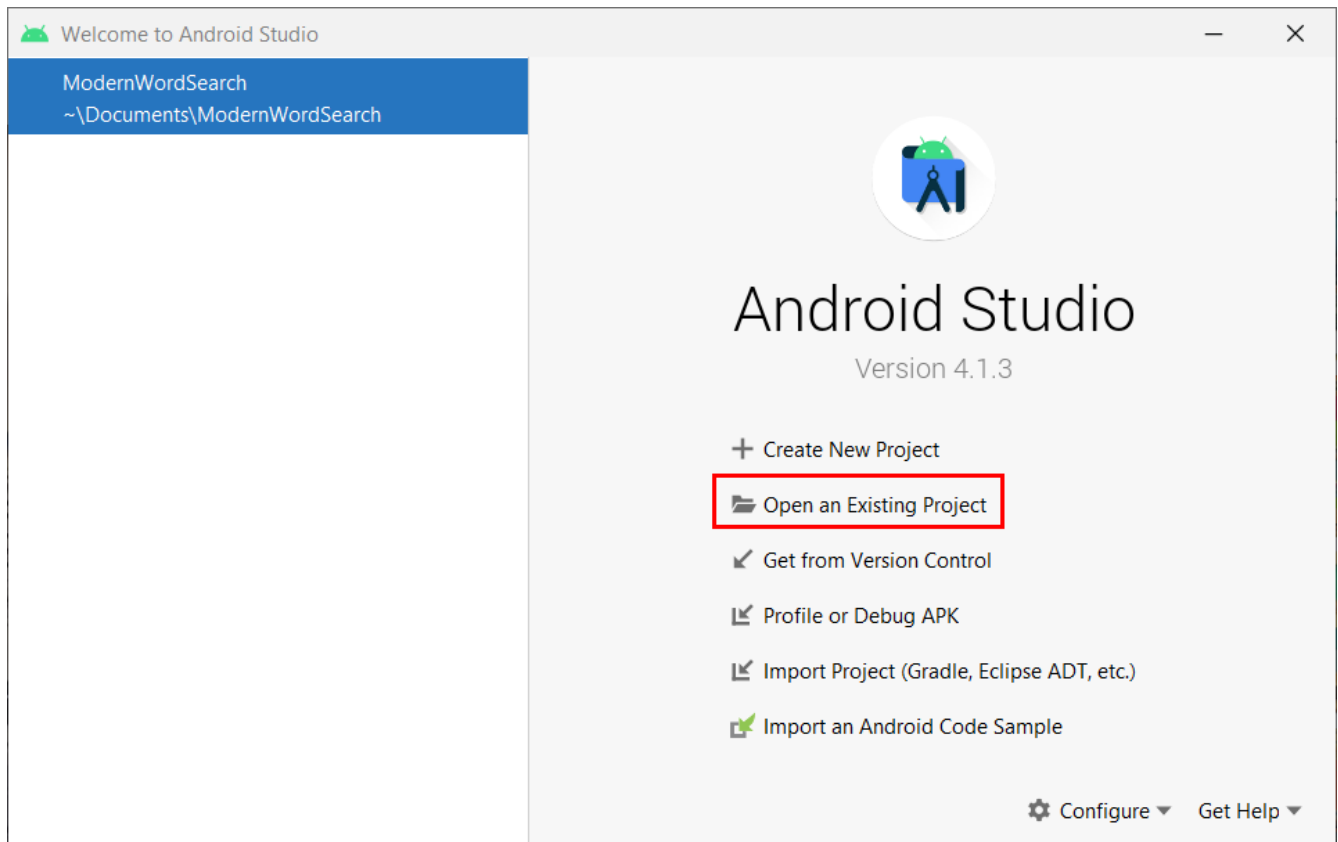 Welcome to Android Studio
ModernWordSearch
~\Documents\ModernWordSearch
Android Studio
Version 4.1.3
Create New Project
Open an Existing Project
Get from Version Control
Profile or Debug APK
Import Project (Gradle, Eclipse ADT, etc.)
Import an Android Code Sample
Configure Get Help